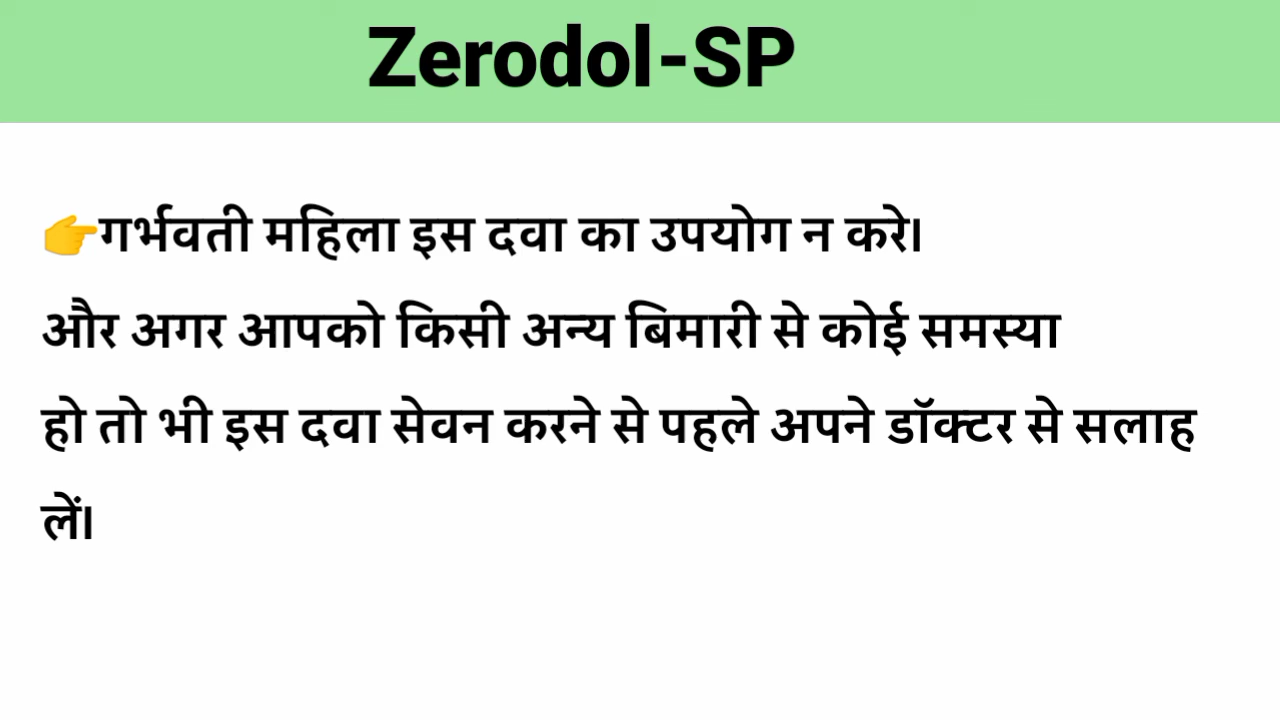 Zerodol-SP
👉गर्भवती महिला इस दवा का उपयोग न करे।
और अगर आपको किसी अन्य बिमारी से कोई समस्या
हो तो भी इस दवा सेवन करने से पहले अपने डॉक्टर से सलाह
लें।